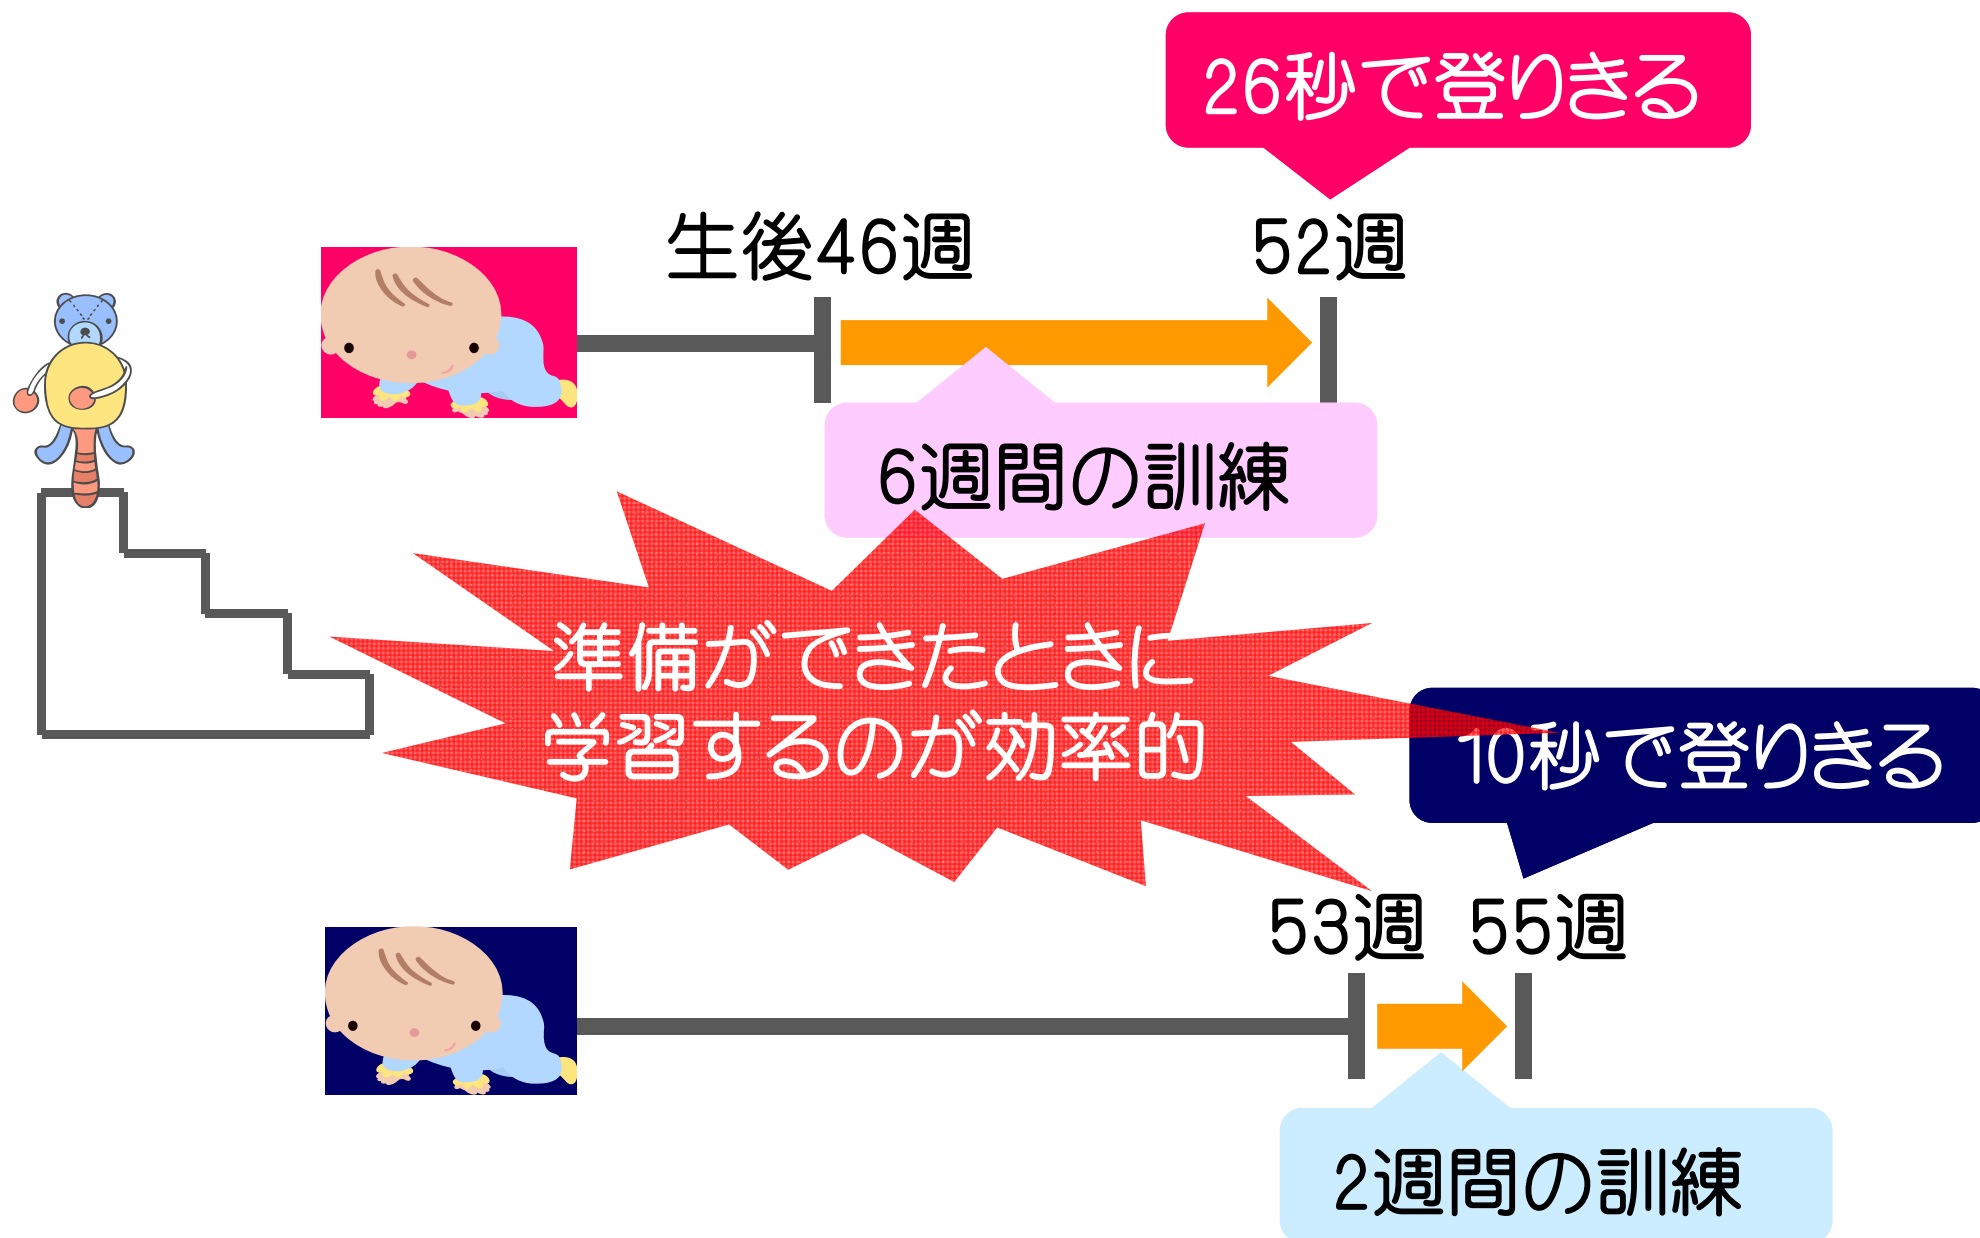 26秒で登りきる
生後46週
52週
6週間の訓練
準備ができたときに
学習するのが効率的
10秒で登りきる
53週
55週
2週間の訓練